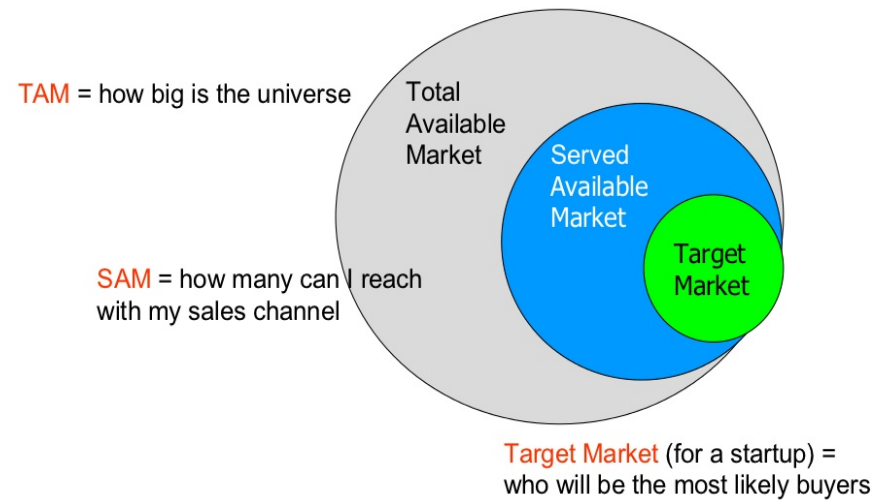 TAM = how big is the universe
Total
Available
Market
Served
Available
Market
Target
Market
SAM = how many can I reach
with my sales channel
Target Market (for a startup) =
who will be the most likely buyers